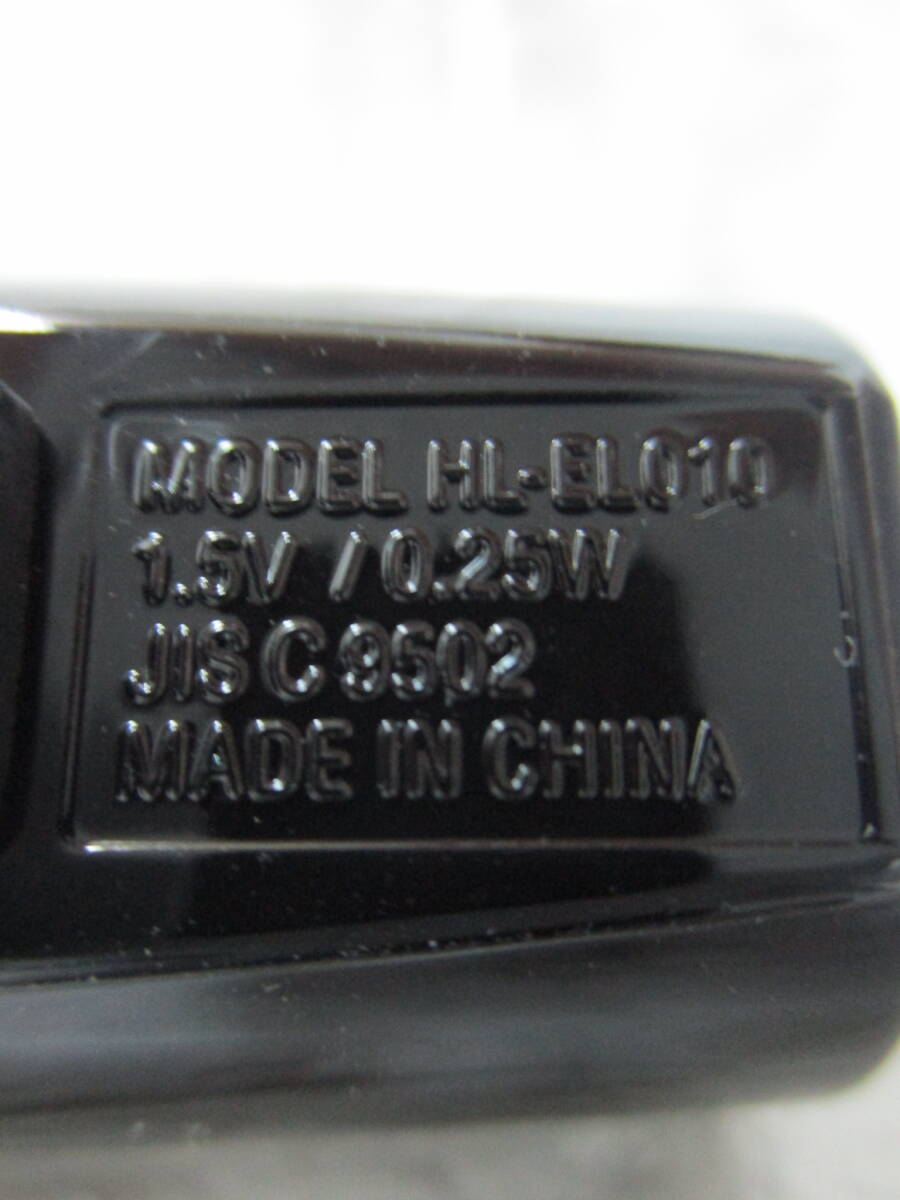 MODEL HL-EL010
1.5V / 0.25W
JIS C 9502
MADE IN CHINA